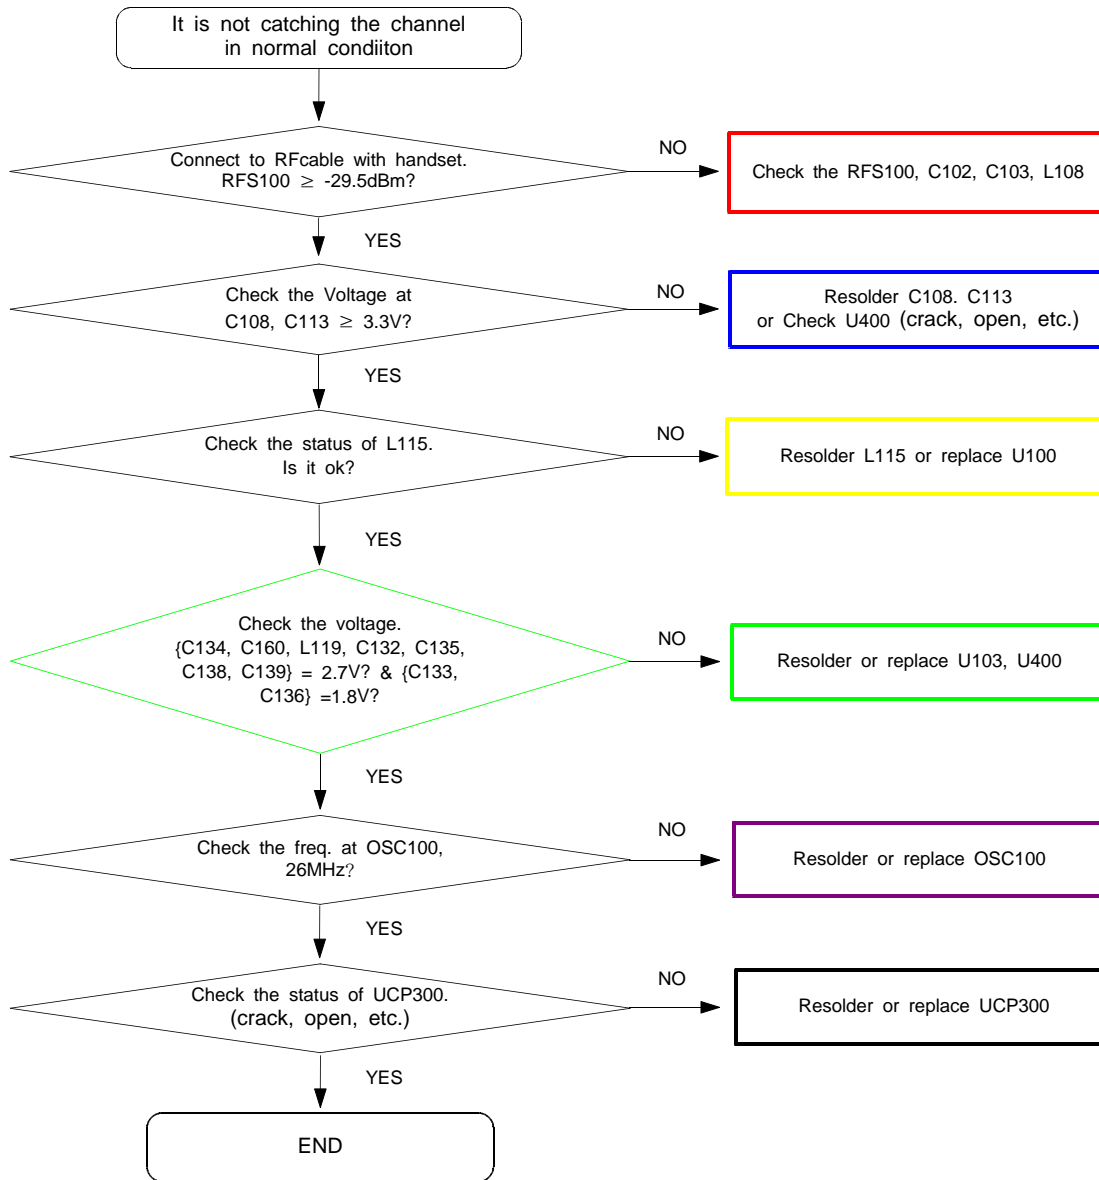 It is not catching the channel
in normal condiiton
Connect to RFcable with handset.
RFS100 ≥ -29.5dBm?
NO
Check the RFS100, C102, C103, L108
YES
Check the Voltage at
C108, C113 ≥ 3.3V?
NO
Resolder C108. C113
or Check U400 (crack, open, etc.)
YES
Check the status of L115.
Is it ok?
NO
Resolder L115 or replace U100
YES
Check the voltage.
{C134, C160, L119, C132, C135,
C138, C139} = 2.7V? & {C133,
C136} =1.8V?
NO
Resolder or replace U103, U400
YES
Check the freq. at OSC100,
26MHz?
NO
Resolder or replace OSC100
YES
Check the status of UCP300.
(crack, open, etc.)
NO
Resolder or replace UCP300
YES
END